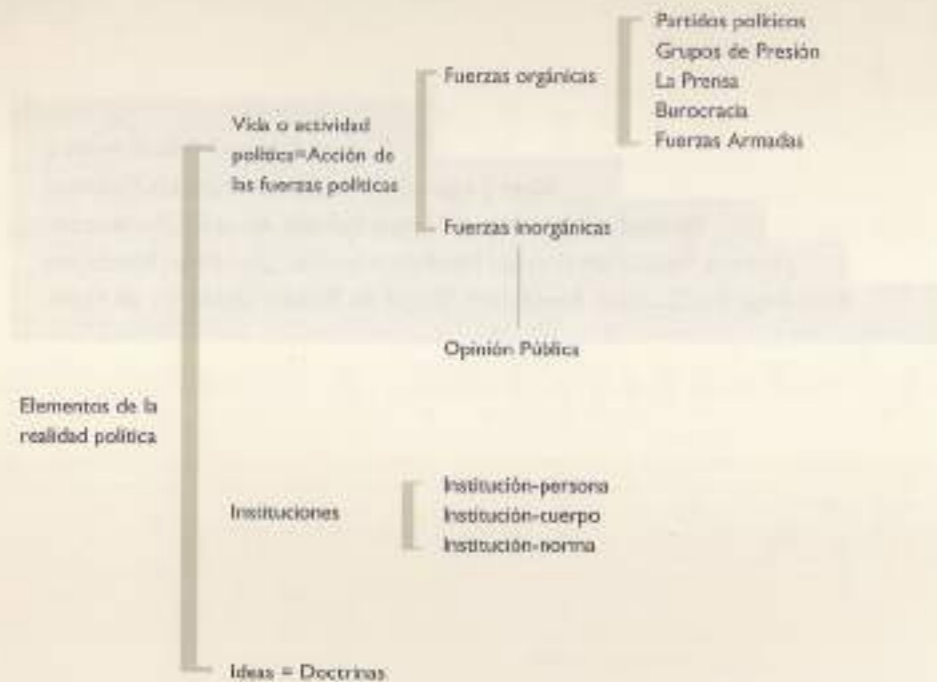 Partidos políticos
Grupos de Presión
Fuerzas orgánicas
La Prensa
Burocracia
Fuerzas Armadas
Vida o actividad
política=Acción de
las fuerzas políticas
Fuerzas inorgánicas
Opinión Pública
Elementos de la
realidad política
Instituciones
Institución-persona
Institución-cuerpo
Institución-norma
Ideas = Doctrinas